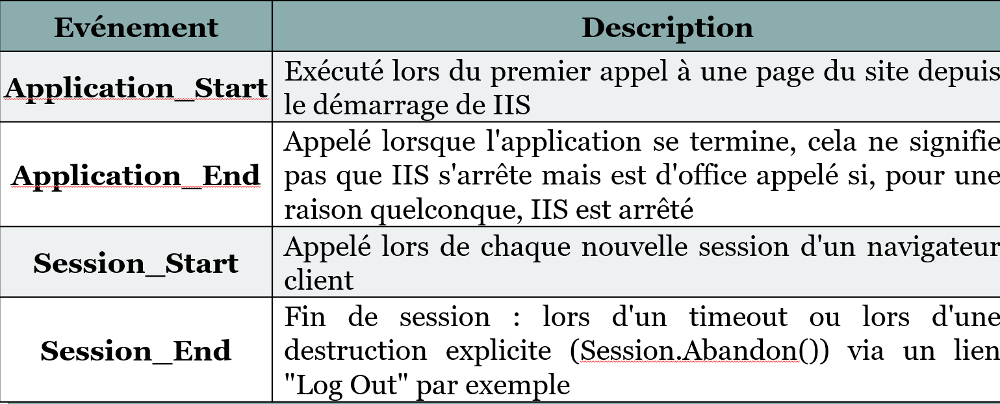 Evénement
Description
Application_Start
Exécuté lors du premier appel à une page du site depuis
le démarrage de IIS
Application_End
Appelé lorsque l'application se termine, cela ne signifie
pas que IIS s'arrête mais est d'office appelé si, pour une
raison quelconque, IIS est arrêté
Session_Start
Appelé lors de chaque nouvelle session d'un navigateur
client
Session_End
Fin de session : lors d'un timeout ou lors d'une
destruction explicite (Session.Abandon()) via un lien
"Log Out" par exemple